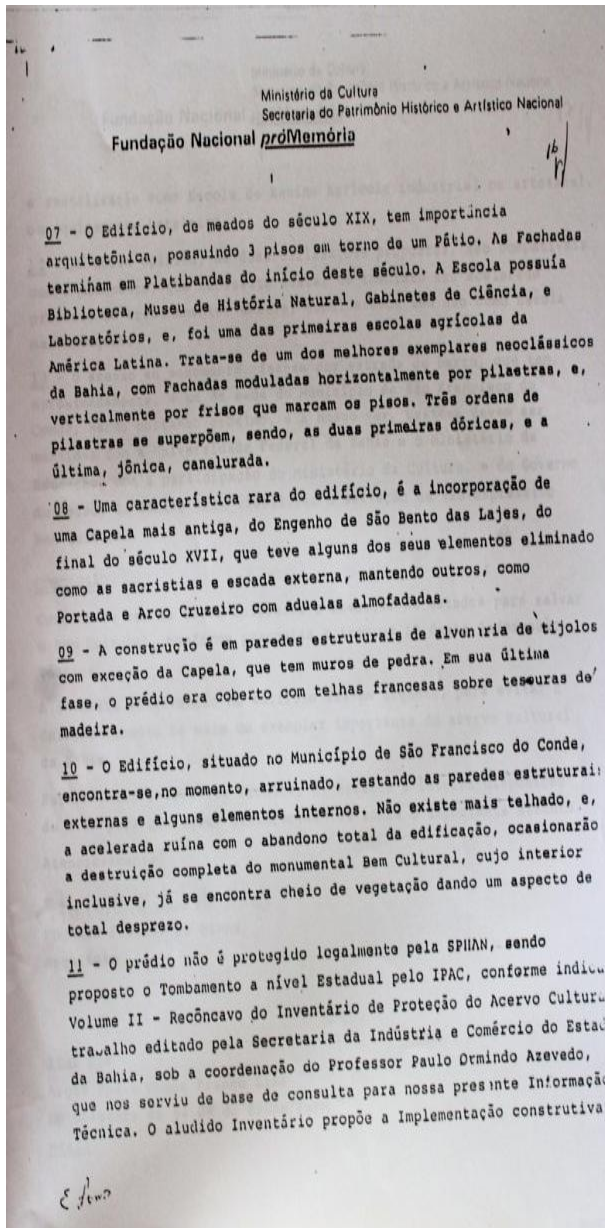 Ministério da Cultura
Secretaria do Patrimônio Histórico e Artístico Nacional
Fundação Nacional próMemória
16
07 - O Edifício, de meados do século XIX, tem importância
arquitetônica, possuindo 3 pisos em torno de um Pátio. As Fachadas
terminam em Platibandas do início deste século. A Escola possuía
Biblioteca, Museu de História Natural, Gabinetes de Ciência, e
Laboratórios, e, foi uma das primeiras escolas agrícolas da
América Latina. Trata-se de um dos melhores exemplares neoclássicos
da Bahia, com Fachadas moduladas horizontalmente por pilastras, e,
verticalmente por frisos que marcam os pisos. Três ordens de
pilastras se superpõem, sendo, as duas primeiras dóricas, e a
última, jônica, canelurada.
08 - Uma característica rara do edifício, é a incorporação de
uma Capela mais antiga, do Engenho de São Bento das Lajes, do
final do século XVII, que teve alguns dos seus elementos eliminado
como as sacristias e escada externa, mantendo outros, como
Portada e Arco Cruzeiro com aduelas almofadadas.
09 - A construção é em paredes estruturais de alvenaria de tijolos
com exceção da Capela, que tem muros de pedra. Em sua última
fase, o prédio era coberto com telhas francesas sobre tesouras de
madeira.
10 - O Edifício, situado no Município de São Francisco do Conde,
encontra-se,no momento, arruinado, restando as paredes estruturais
externas e alguns elementos internos. Não existe mais telhado, e,
a acelerada ruína com o abandono total da edificação, ocasionarão
a destruição completa do monumental Bem Cultural, cujo interior
inclusive, já se encontra cheio de vegetação dando um aspecto de
total desprezo.
11 - O prédio não é protegido legalmente pela SPHAN, sendo
proposto o Tombamento a nível Estadual pelo IPAC, conforme indica
Volume II - Recôncavo do Inventário de Proteção do Acervo Cultura
trabalho editado pela Secretaria da Indústria e Comércio do Estad
da Bahia, sob a coordenação do Professor Paulo Ormindo Azevedo,
que nos serviu de base de consulta para nossa presente Informação
Técnica. O aludido Inventário propõe a Implementação construtiva